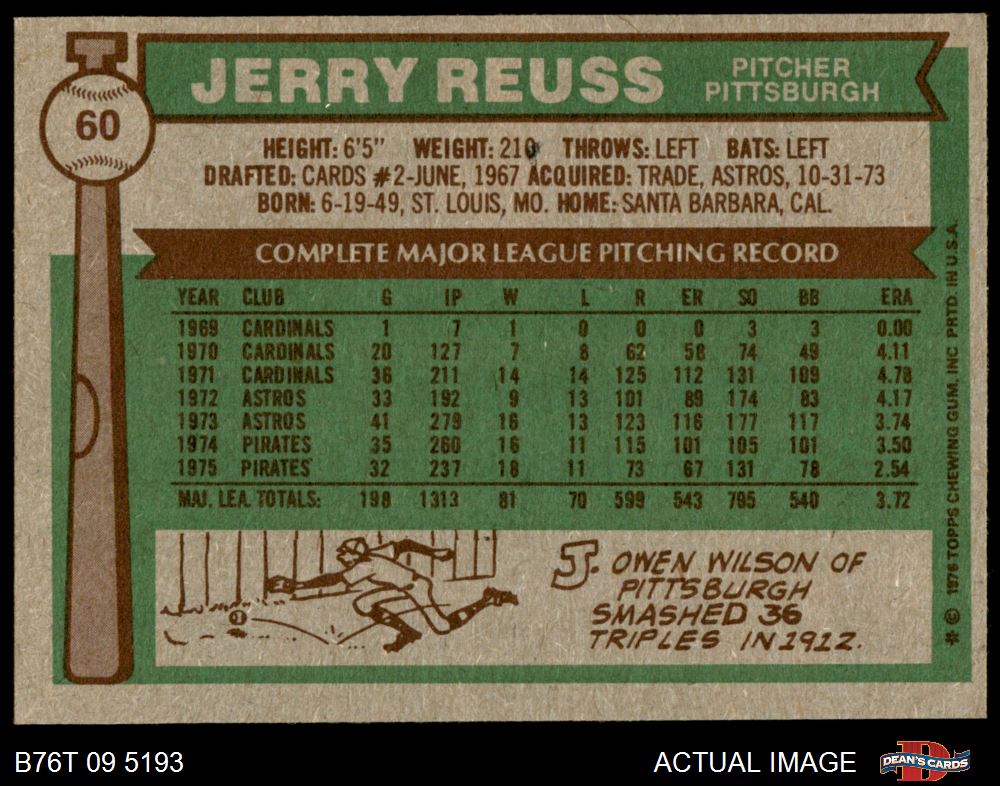 60
JERRY REUSS
PITCHER
PITTSBURGH
HEIGHT: 6'5" WEIGHT: 210 THROWS: LEFT BATS: LEFT
DRAFTED: CARDS #2-JUNE, 1967 ACQUIRED: TRADE, ASTROS, 10-31-73
BORN: 6-19-49, ST. LOUIS, MO. HOME: SANTA BARBARA, CAL.
COMPLETE MAJOR LEAGUE PITCHING RECORD
YEAR CLUB G IP W L R ER SO BB ERA
1969 CARDINALS 1 7 1 0 0 0 3 3 0.00
1970 CARDINALS 20 127 7 8 62 58 74 49 4.11
1971 CARDINALS 36 211 14 14 125 112 131 109 4.78
1972 ASTROS 33 192 9 13 101 89 174 83 4.17
1973 ASTROS 41 279 16 13 123 116 177 117 3.74
1974 PIRATES 35 260 16 11 115 101 105 101 3.50
1975 PIRATES 32 237 18 11 73 67 131 78 2.54
MAJ. LEA. TOTALS: 198 1313 81 70 599 543 795 540 3.72
J. OWEN WILSON OF
PITTSBURGH
SMASHED 36
TRIPLES IN 1912.
* © 1976 TOPPS CHEWING GUM, INC PRTD. IN U.S.A.
B76T 09 5193
ACTUAL IMAGE
D
DEAN'S CARDS